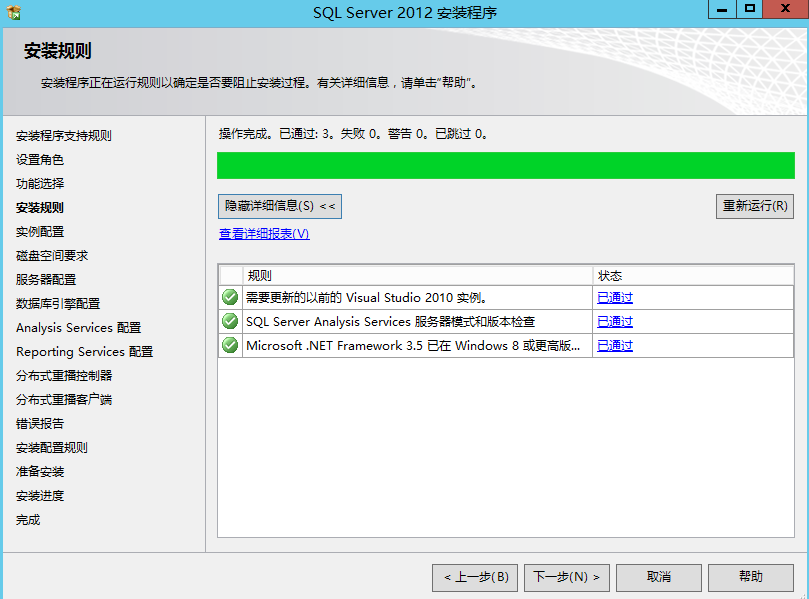 SQL Server 2012 安装程序
安装规则
安装程序正在运行规则以确定是否要阻止安装过程。有关详细信息，请单击“帮助”。
安装程序支持规则
设置角色
功能选择
安装规则
实例配置
磁盘空间要求
服务器配置
数据库引擎配置
Analysis Services 配置
Reporting Services 配置
分布式重播控制器
分布式重播客户端
错误报告
安装配置规则
准备安装
安装进度
完成
操作完成。已通过: 3。失败 0。警告 0。已跳过 0。
隐藏详细信息(S) <<
重新运行(R)
查看详细报表(V)
规则 状态
需要更新的以前的 Visual Studio 2010 实例。 已通过
SQL Server Analysis Services 服务器模式和版本检查 已通过
Microsoft .NET Framework 3.5 已在 Windows 8 或更高版... 已通过
< 上一步(B) 下一步(N) > 取消 帮助